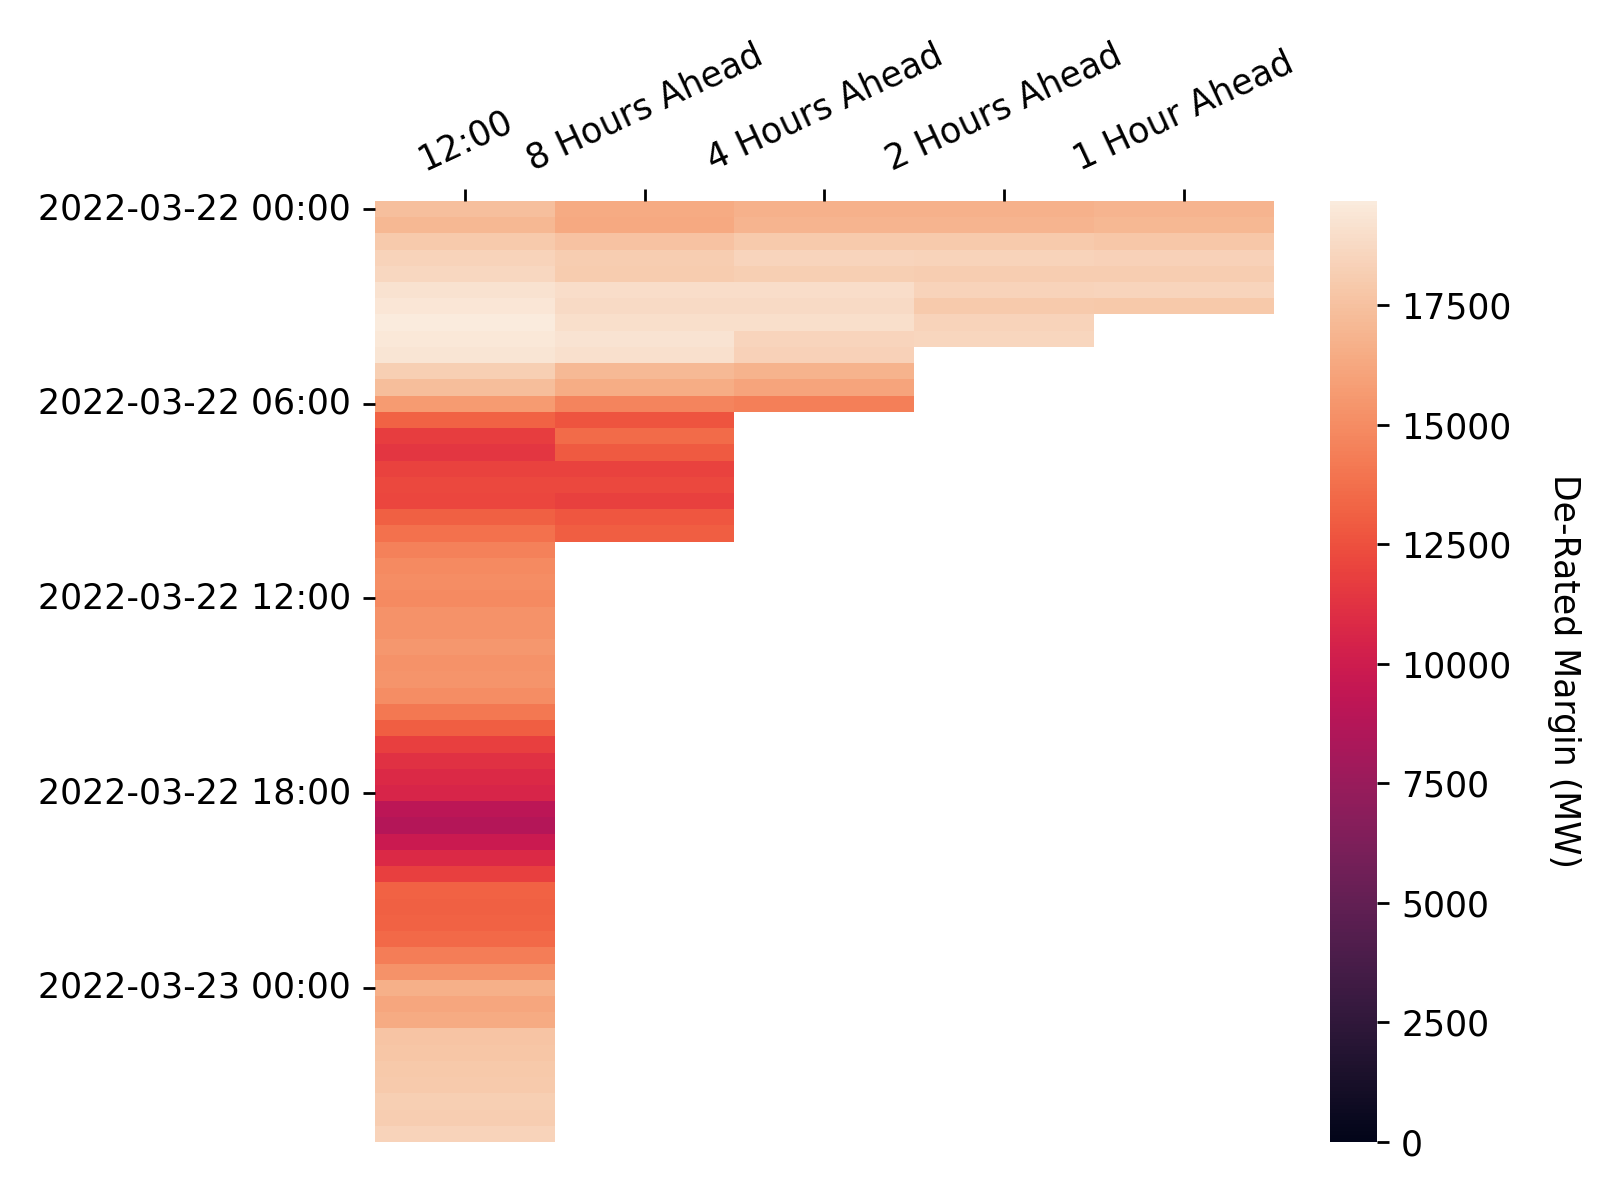 12:00
8 Hours Ahead
4 Hours Ahead
2 Hours Ahead
1 Hour Ahead
2022-03-22 00:00
2022-03-22 06:00
2022-03-22 12:00
2022-03-22 18:00
2022-03-23 00:00
17500
15000
12500
10000
7500
5000
2500
0
De-Rated Margin (MW)